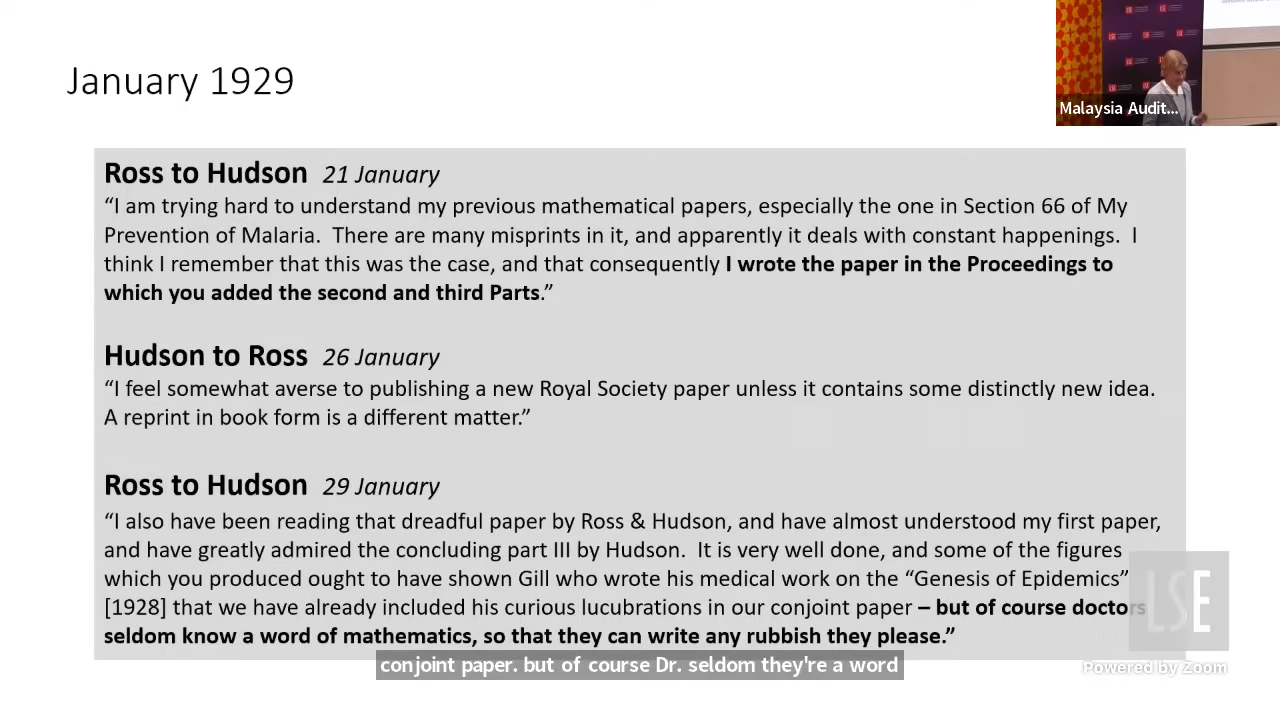 January 1929
Malaysia Audit...
Ross to Hudson 21 January
“I am trying hard to understand my previous mathematical papers, especially the one in Section 66 of My
Prevention of Malaria. There are many misprints in it, and apparently it deals with constant happenings. I
think I remember that this was the case, and that consequently I wrote the paper in the Proceedings to
which you added the second and third Parts.”
Hudson to Ross 26 January
“I feel somewhat averse to publishing a new Royal Society paper unless it contains some distinctly new idea.
A reprint in book form is a different matter.”
Ross to Hudson 29 January
“I also have been reading that dreadful paper by Ross & Hudson, and have almost understood my first paper,
and have greatly admired the concluding part III by Hudson. It is very well done, and some of the figures
which you produced ought to have shown Gill who wrote his medical work on the “Genesis of Epidemics”
[1928] that we have already included his curious lucubrations in our conjoint paper – but of course doctors
seldom know a word of mathematics, so that they can write any rubbish they please.”
LSE
conjoint paper. but of course Dr. seldom they're a word
Powered by Zoom